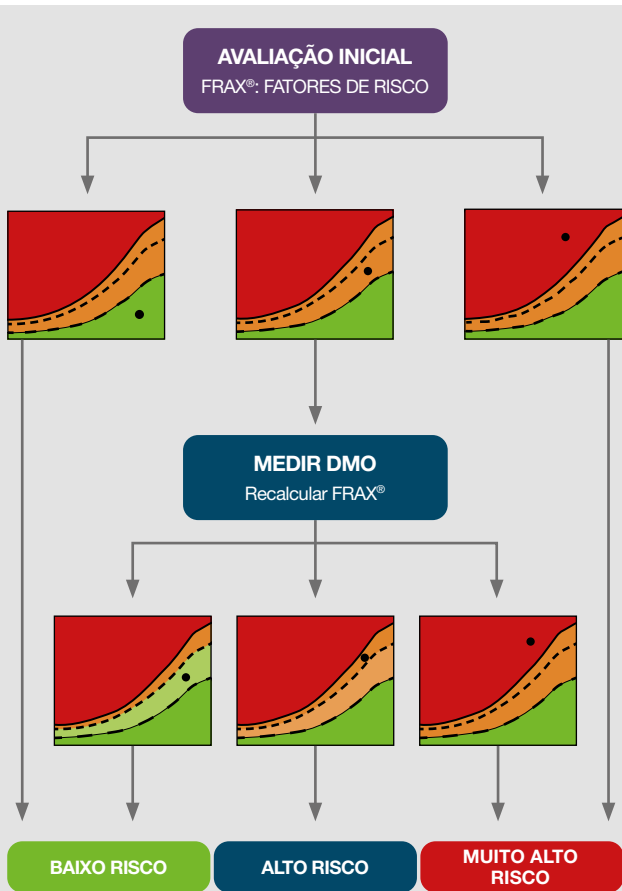 AVALIAÇÃO INICIAL
FRAX®: FATORES DE RISCO
MEDIR DMO
Recalcular FRAX®
BAIXO RISCO
ALTO RISCO
MUITO ALTO
RISCO